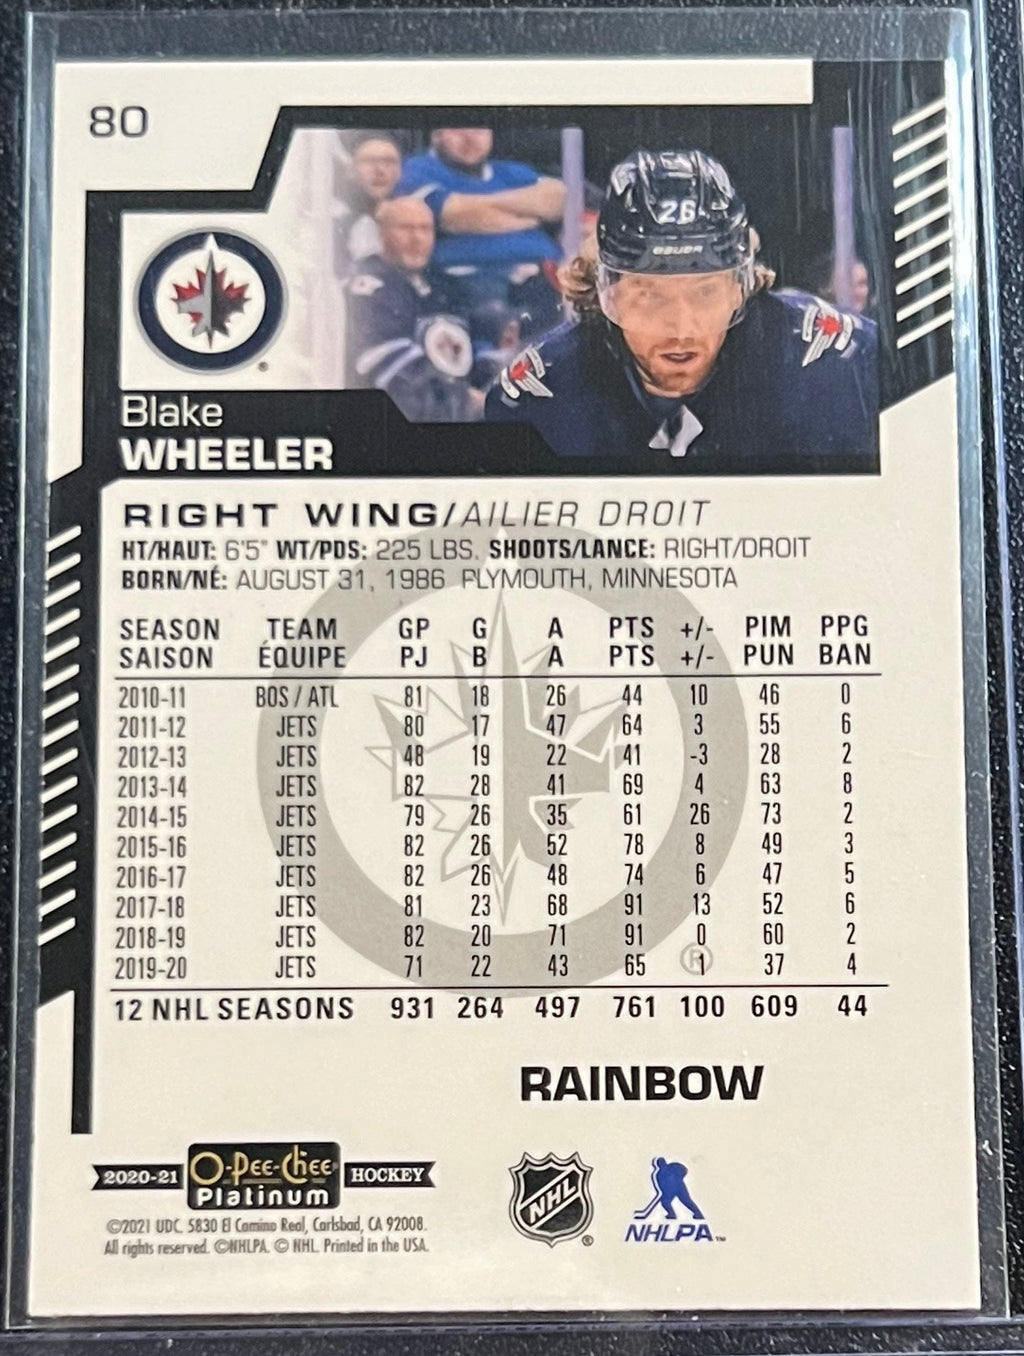 80
26
BAUER
Blake
WHEELER
RIGHT WING/AILIER DROIT
HT/HAUT: 6'5" WT/PDS: 225 LBS. SHOOTS/LANCE: RIGHT/DROIT
BORN/NÉ: AUGUST 31, 1986 PLYMOUTH, MINNESOTA
SEASON TEAM GP G A PTS +/- PIM PPG
SAISON ÉQUIPE PJ B A PTS +/- PUN BAN
2010-11 BOS / ATL 81 18 26 44 10 46 0
2011-12 JETS 80 17 47 64 3 55 6
2012-13 JETS 48 19 22 41 -3 28 2
2013-14 JETS 82 28 41 69 4 63 8
2014-15 JETS 79 26 35 61 26 73 2
2015-16 JETS 82 26 52 78 8 49 3
2016-17 JETS 82 26 48 74 6 47 5
2017-18 JETS 81 23 68 91 13 52 6
2018-19 JETS 82 20 71 91 0 60 2
2019-20 JETS 71 22 43 65 1 37 4
12 NHL SEASONS 931 264 497 761 100 609 44
RAINBOW
2020-21 O-Pee-Chee HOCKEY
Platinum
©2021 UDC. 5830 El Camino Real, Carlsbad, CA 92008.
All rights reserved. ©NHLPA. © NHL. Printed in the USA.
NHL ®
NHLPA™